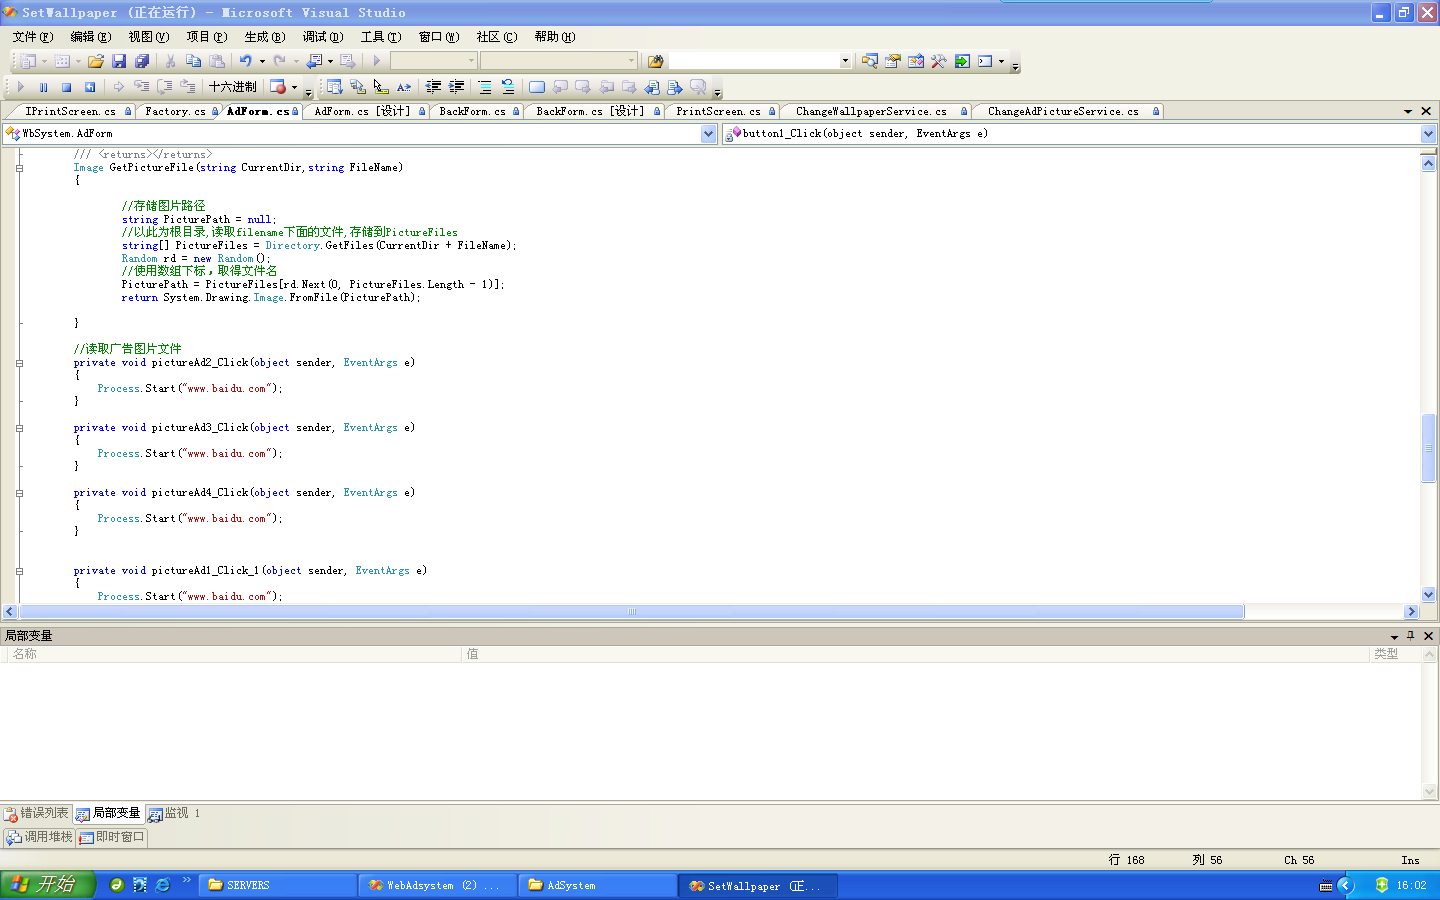 SetWallpaper (正在运行) - Microsoft Visual Studio
文件(F) 编辑(E) 视图(V) 项目(P) 生成(B) 调试(D) 工具(T) 窗口(W) 社区(C) 帮助(H)
十六进制
IPrintScreen.cs Factory.cs AdForm.cs AdForm.cs [设计] BackForm.cs BackForm.cs [设计] PrintScreen.cs ChangeWallpaperService.cs ChangeAdPictureService.cs
WbSystem.AdForm button1_Click(object sender, EventArgs e)
/// <returns></returns>
Image GetPictureFile(string CurrentDir,string FileName)
{
//存储图片路径
string PicturePath = null;
//以此为根目录,读取filename下面的文件,存储到PictureFiles
string[] PictureFiles = Directory.GetFiles(CurrentDir + FileName);
Random rd = new Random();
//使用数组下标，取得文件名
PicturePath = PictureFiles[rd.Next(0, PictureFiles.Length - 1)];
return System.Drawing.Image.FromFile(PicturePath);
}
//读取广告图片文件
private void pictureAd2_Click(object sender, EventArgs e)
{
Process.Start("www.baidu.com");
}
private void pictureAd3_Click(object sender, EventArgs e)
{
Process.Start("www.baidu.com");
}
private void pictureAd4_Click(object sender, EventArgs e)
{
Process.Start("www.baidu.com");
}
private void pictureAd1_Click_1(object sender, EventArgs e)
{
Process.Start("www.baidu.com");
局部变量
名称 值 类型
错误列表 局部变量 监视 1
调用堆栈 即时窗口
行 168 列 56 Ch 56 Ins
开始 SERVERS WebAdsystem (2) ... AdSystem SetWallpaper (正... 16:02